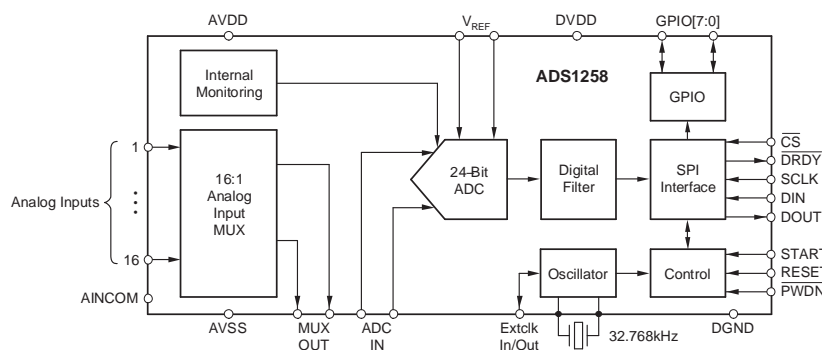 AVDD
V_REF
DVDD
GPIO[7:0]
Internal
Monitoring
ADS1258
GPIO
1
16:1
Analog
Input
MUX
Analog Inputs
16
24-Bit
ADC
Digital
Filter
SPI
Interface
CS
DRDY
SCLK
DIN
DOUT
Oscillator
Control
START
RESET
PWDN
AINCOM
AVSS
MUX
OUT
ADC
IN
Extclk
In/Out
32.768kHz
DGND